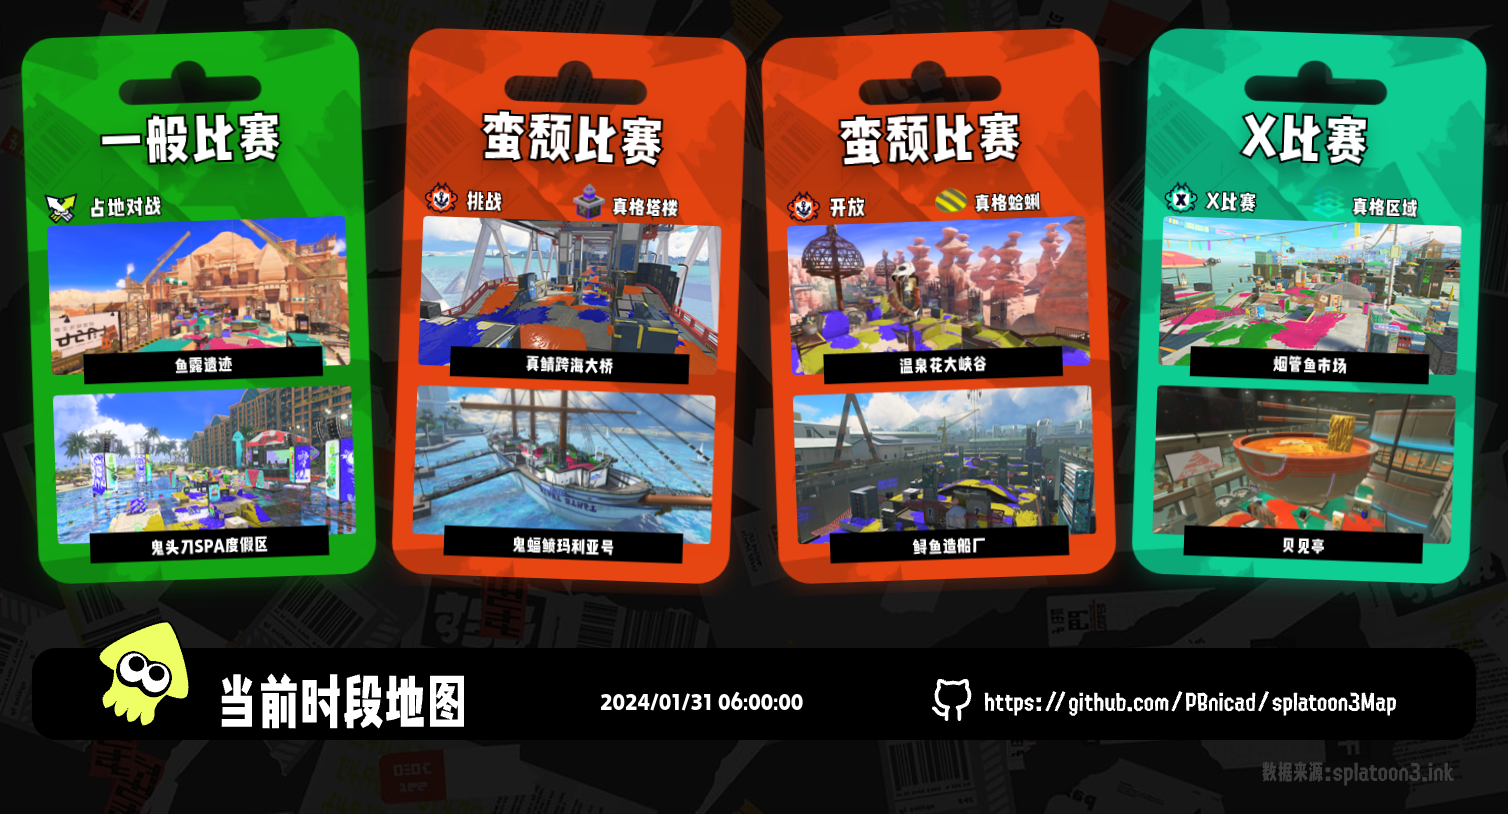 一般比赛
占地对战
鱼露遗迹
鬼头刀SPA度假区
蛮颓比赛
挑战
真格塔楼
真鲭跨海大桥
鬼蝠鲼玛利亚号
蛮颓比赛
开放
真格蛤蜊
温泉花大峡谷
鲟鱼造船厂
X比赛
X比赛
真格区域
烟管鱼市场
贝见亭
当前时段地图
2024/01/31 06:00:00
https://github.com/PBnicad/splatoon3Map
数据来源:splatoon3.ink